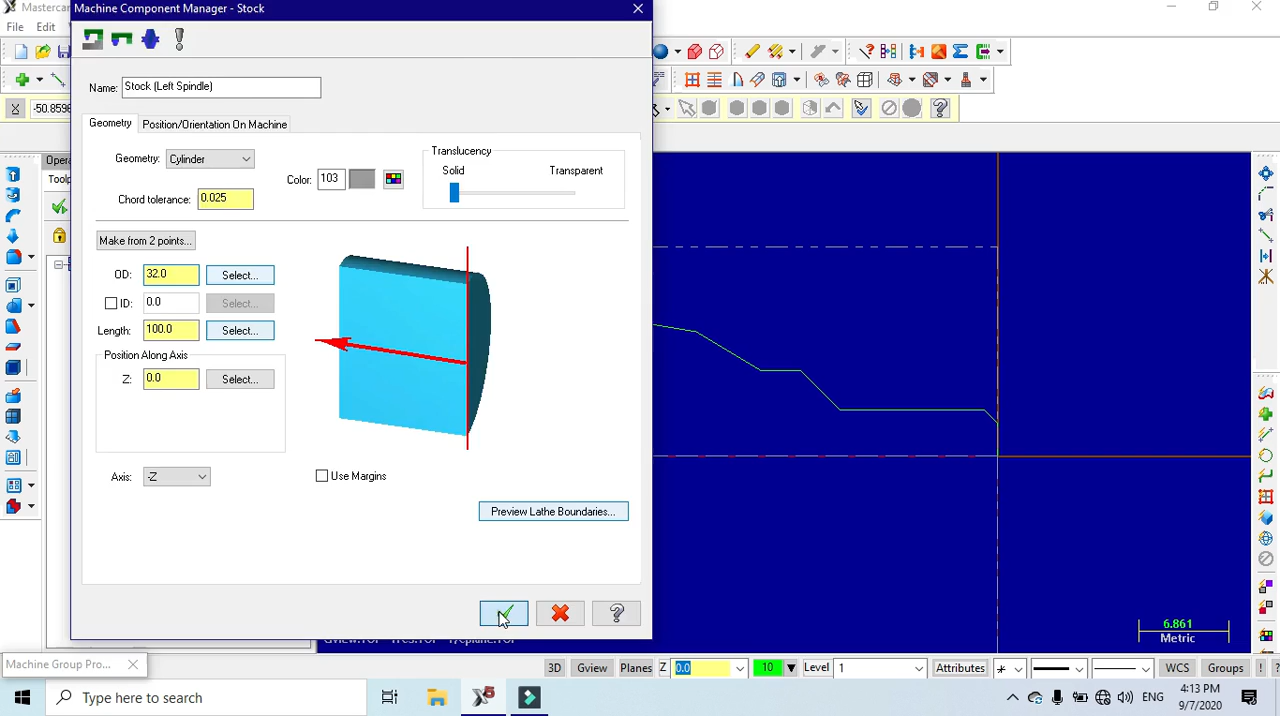 Mastercam
Machine Component Manager - Stock
File Edit
Name: Stock (Left Spindle)
-50.8596
Geometry Position/Orientation On Machine
Opera
Toolp
Geometry: Cylinder
Color: 103
Translucency
Solid Transparent
Chord tolerance: 0.025
Make from 2 points...
OD: 32.0 Select...
ID: 0.0 Select...
Length: 100.0 Select...
Position Along Axis
Z: 0.0 Select...
Axis: -Z
Use Margins
Preview Lathe Boundaries...
6.861
Metric
Machine Group Pro...
3D Gview Planes Z 0.0 10 Level 1 Attributes WCS Groups
Type here to search
ENG
4:13 PM
9/7/2020